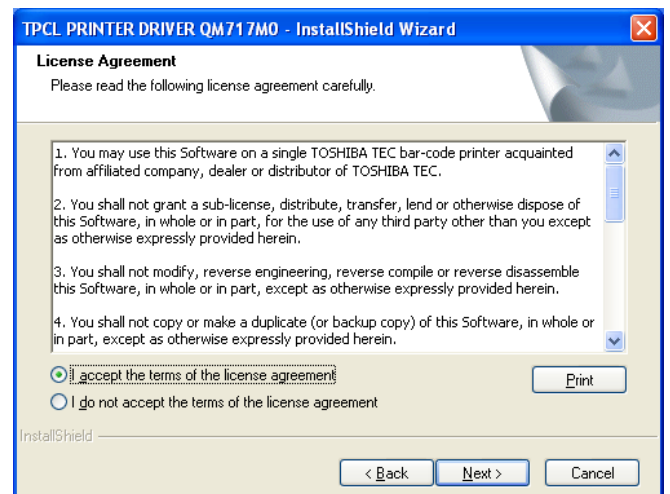 TPCL PRINTER DRIVER QM717M0 - InstallShield Wizard
License Agreement
Please read the following license agreement carefully.
1. You may use this Software on a single TOSHIBA TEC bar-code printer acquainted
from affiliated company, dealer or distributor of TOSHIBA TEC.
2. You shall not grant a sub-license, distribute, transfer, lend or otherwise dispose of
this Software, in whole or in part, for the use of any third party other than you except
as otherwise expressly provided herein.
3. You shall not modify, reverse engineering, reverse compile or reverse disassemble
this Software, in whole or in part, except as otherwise expressly provided herein.
4. You shall not copy or make a duplicate (or backup copy) of this Software, in whole or
in part, except as otherwise expressly provided herein.
I accept the terms of the license agreement
Print
I do not accept the terms of the license agreement
InstallShield
< Back
Next >
Cancel